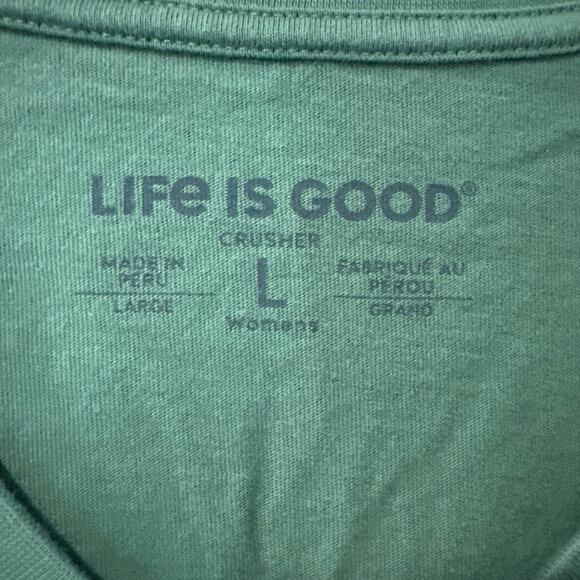 LIFe IS GOOD®
CRUSHER
MADE IN
PERU
LARGE
L
Womens
FABRIQUÉ AU
PÉROU
GRAND